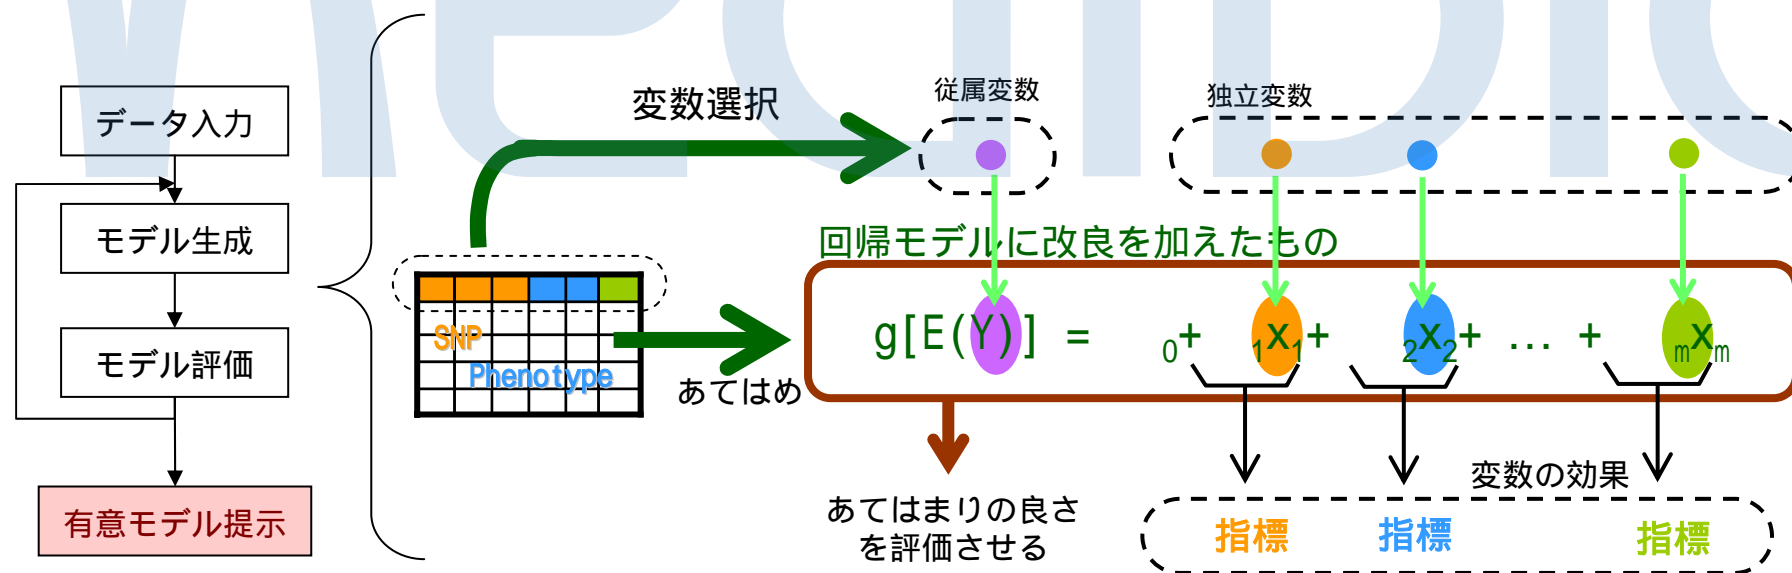 データ入力
モデル生成
モデル評価
有意モデル提示
変数選択
従属変数
独立変数
回帰モデルに改良を加えたもの
SNP
Phenotype
あてはめ
g[E(Y)] = 0+ 1x1+ 2x2+ … + mxm
あてはまりの良さ
を評価させる
変数の効果
指標 指標 指標